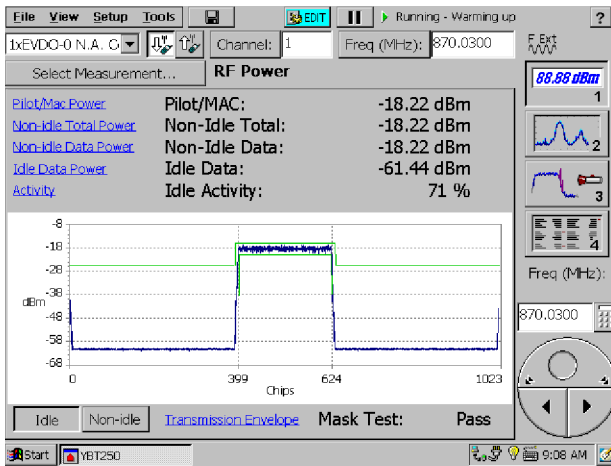 File View Setup Tools EDIT Running - Warming up ?
1xEVDO-0 N.A. C Channel: 1 Freq (MHz): 870.0300 F Ext
Select Measurement... RF Power
88.88 dBm
1
Pilot/Mac Power Pilot/MAC: -18.22 dBm
Non-idle Total Power Non-Idle Total: -18.22 dBm
Non-idle Data Power Non-Idle Data: -18.22 dBm
Idle Data Power Idle Data: -61.44 dBm
Activity Idle Activity: 71 %
2
3
4
-8
-18
-28
-38
dBm
-48
-58
-68
0 399 624 1023
Chips
Freq (MHz):
870.0300
Idle Non-idle Transmission Envelope Mask Test: Pass
Start YBT250 9:08 AM